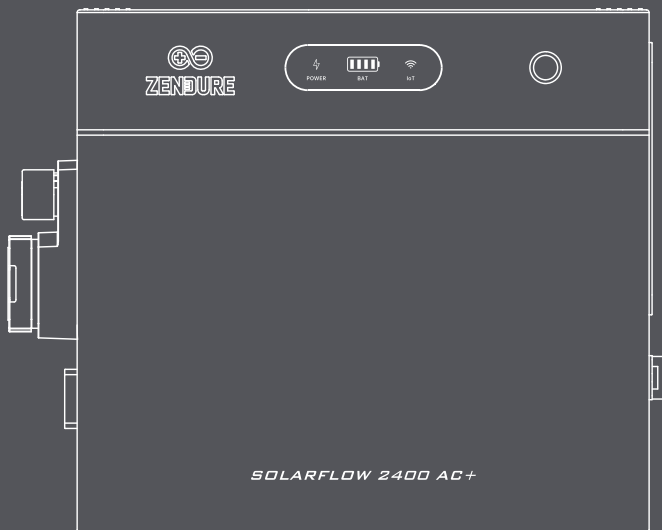 ZENDURE
POWER
BAT
IoT
SOLARFLOW 2400 AC+